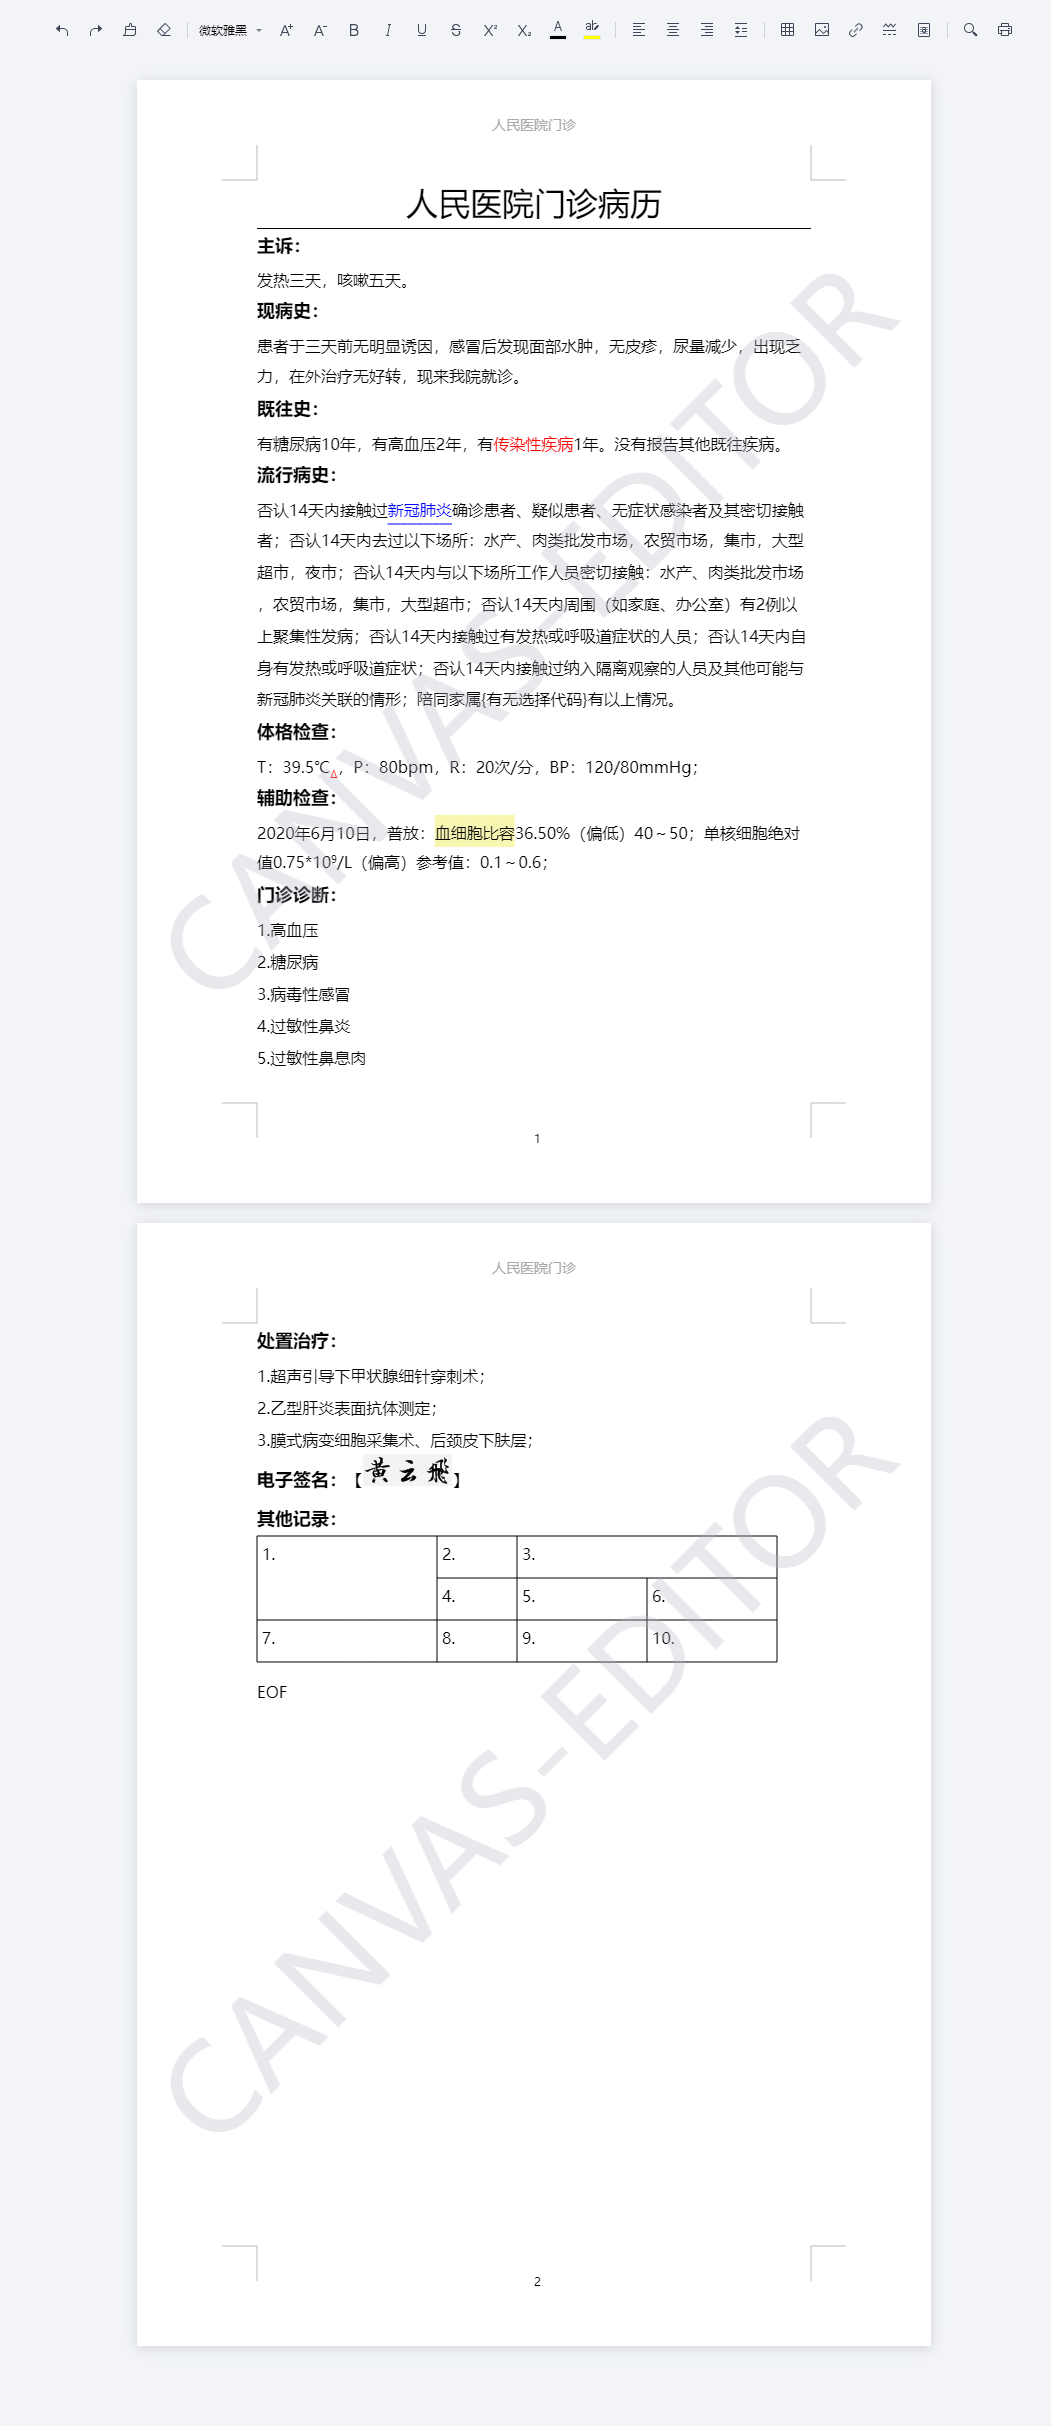 微软雅黑
人民医院门诊
人民医院门诊病历
主诉：
发热三天，咳嗽五天。
现病史：
患者于三天前无明显诱因，感冒后发现面部水肿，无皮疹，尿量减少，出现乏
力，在外治疗无好转，现来我院就诊。
既往史：
有糖尿病10年，有高血压2年，有传染性疾病1年。没有报告其他既往疾病。
流行病史：
否认14天内接触过新冠肺炎确诊患者、疑似患者、无症状感染者及其密切接触
者；否认14天内去过以下场所：水产、肉类批发市场，农贸市场，集市，大型
超市，夜市；否认14天内与以下场所工作人员密切接触：水产、肉类批发市场
，农贸市场，集市，大型超市；否认14天内周围（如家庭、办公室）有2例以
上聚集性发病；否认14天内接触过有发热或呼吸道症状的人员；否认14天内自
身有发热或呼吸道症状；否认14天内接触过纳入隔离观察的人员及其他可能与
新冠肺炎关联的情形；陪同家属{有无选择代码}有以上情况。
体格检查：
T：39.5℃Δ，P：80bpm，R：20次/分，BP：120/80mmHg；
辅助检查：
2020年6月10日，普放：血细胞比容36.50%（偏低）40～50；单核细胞绝对
值0.75*10⁹/L（偏高）参考值：0.1～0.6；
门诊诊断：
1.高血压
2.糖尿病
3.病毒性感冒
4.过敏性鼻炎
5.过敏性鼻息肉
CANVAS-EDITOR
1
人民医院门诊
处置治疗：
1.超声引导下甲状腺细针穿刺术；
2.乙型肝炎表面抗体测定；
3.膜式病变细胞采集术、后颈皮下肤层；
电子签名：【黄云飛】
其他记录：
1. 2. 3.
4. 5. 6.
7. 8. 9. 10.
EOF
CANVAS-EDITOR
2